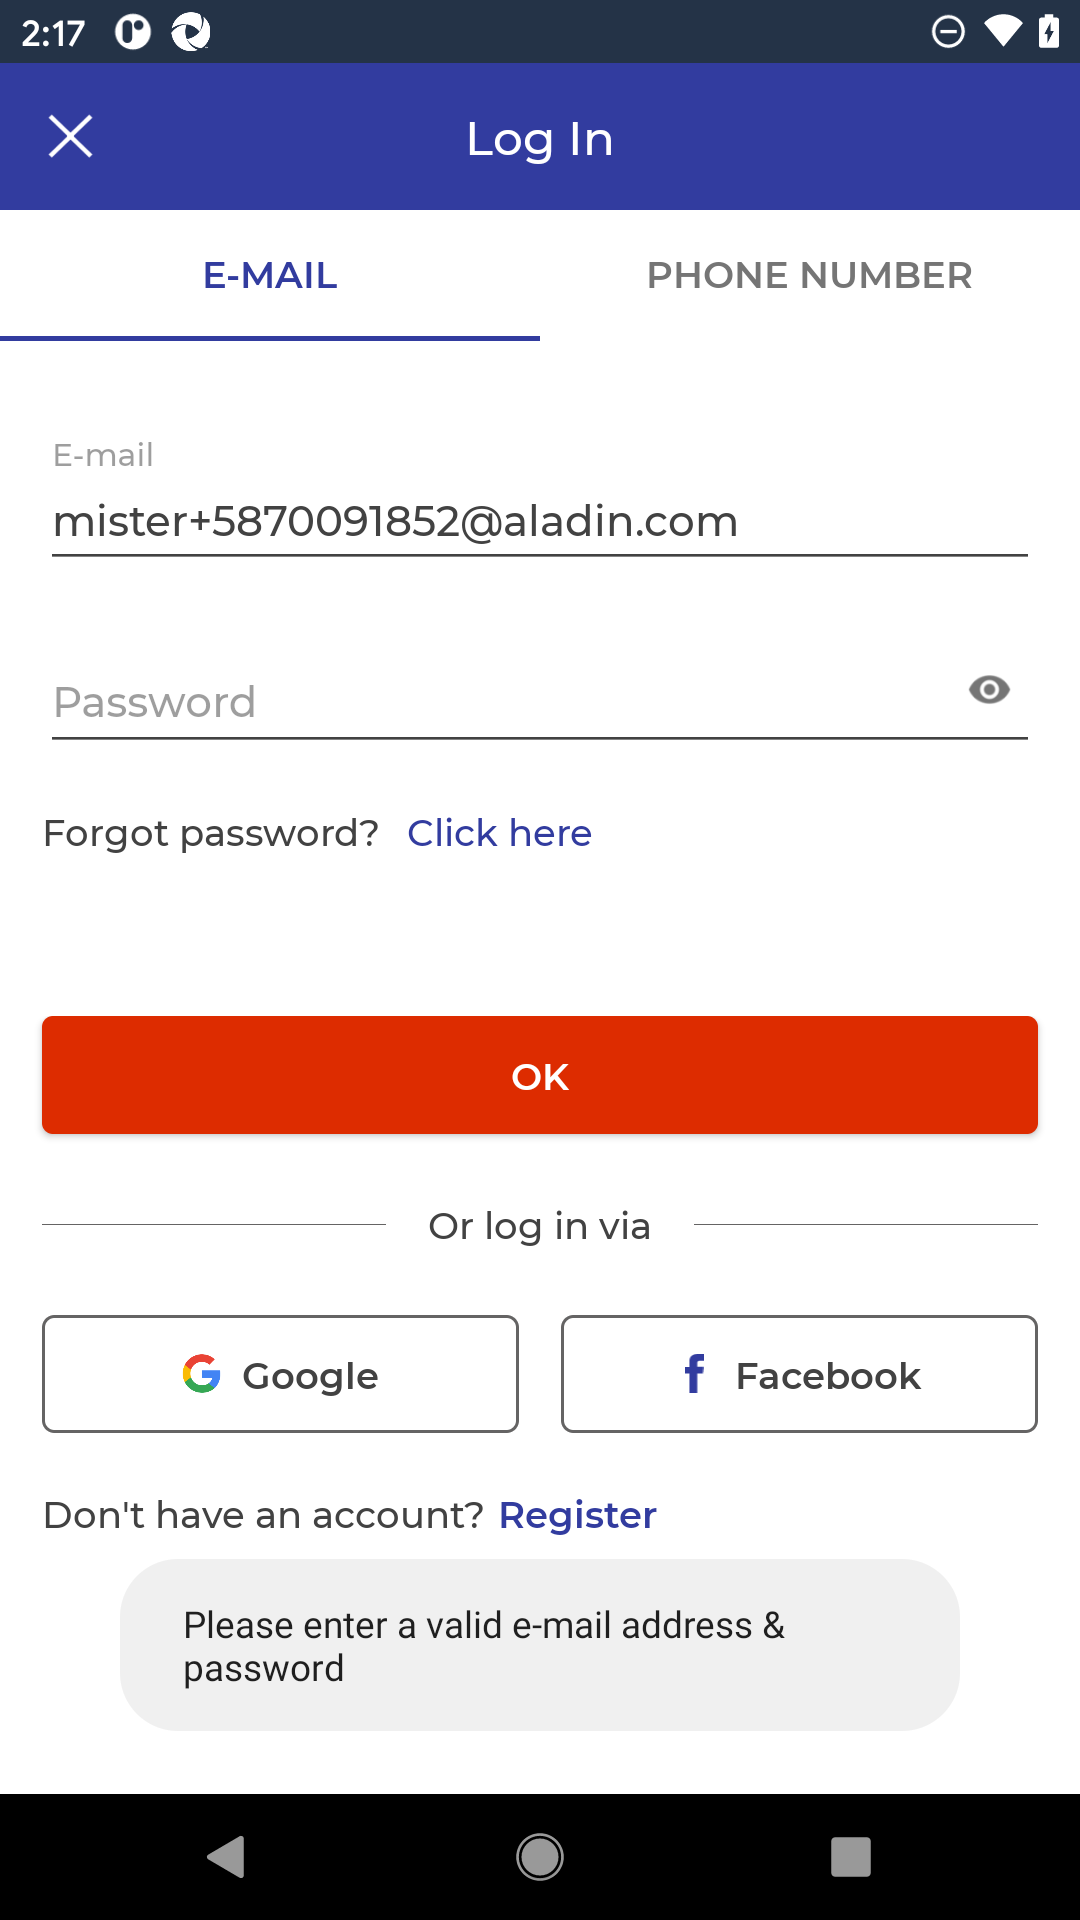 2:17
Log In
E-MAIL
PHONE NUMBER
E-mail
mister+5870091852@aladin.com
Password
Forgot password? Click here
OK
Or log in via
Google
Facebook
Don't have an account? Register
Please enter a valid e-mail address &
password